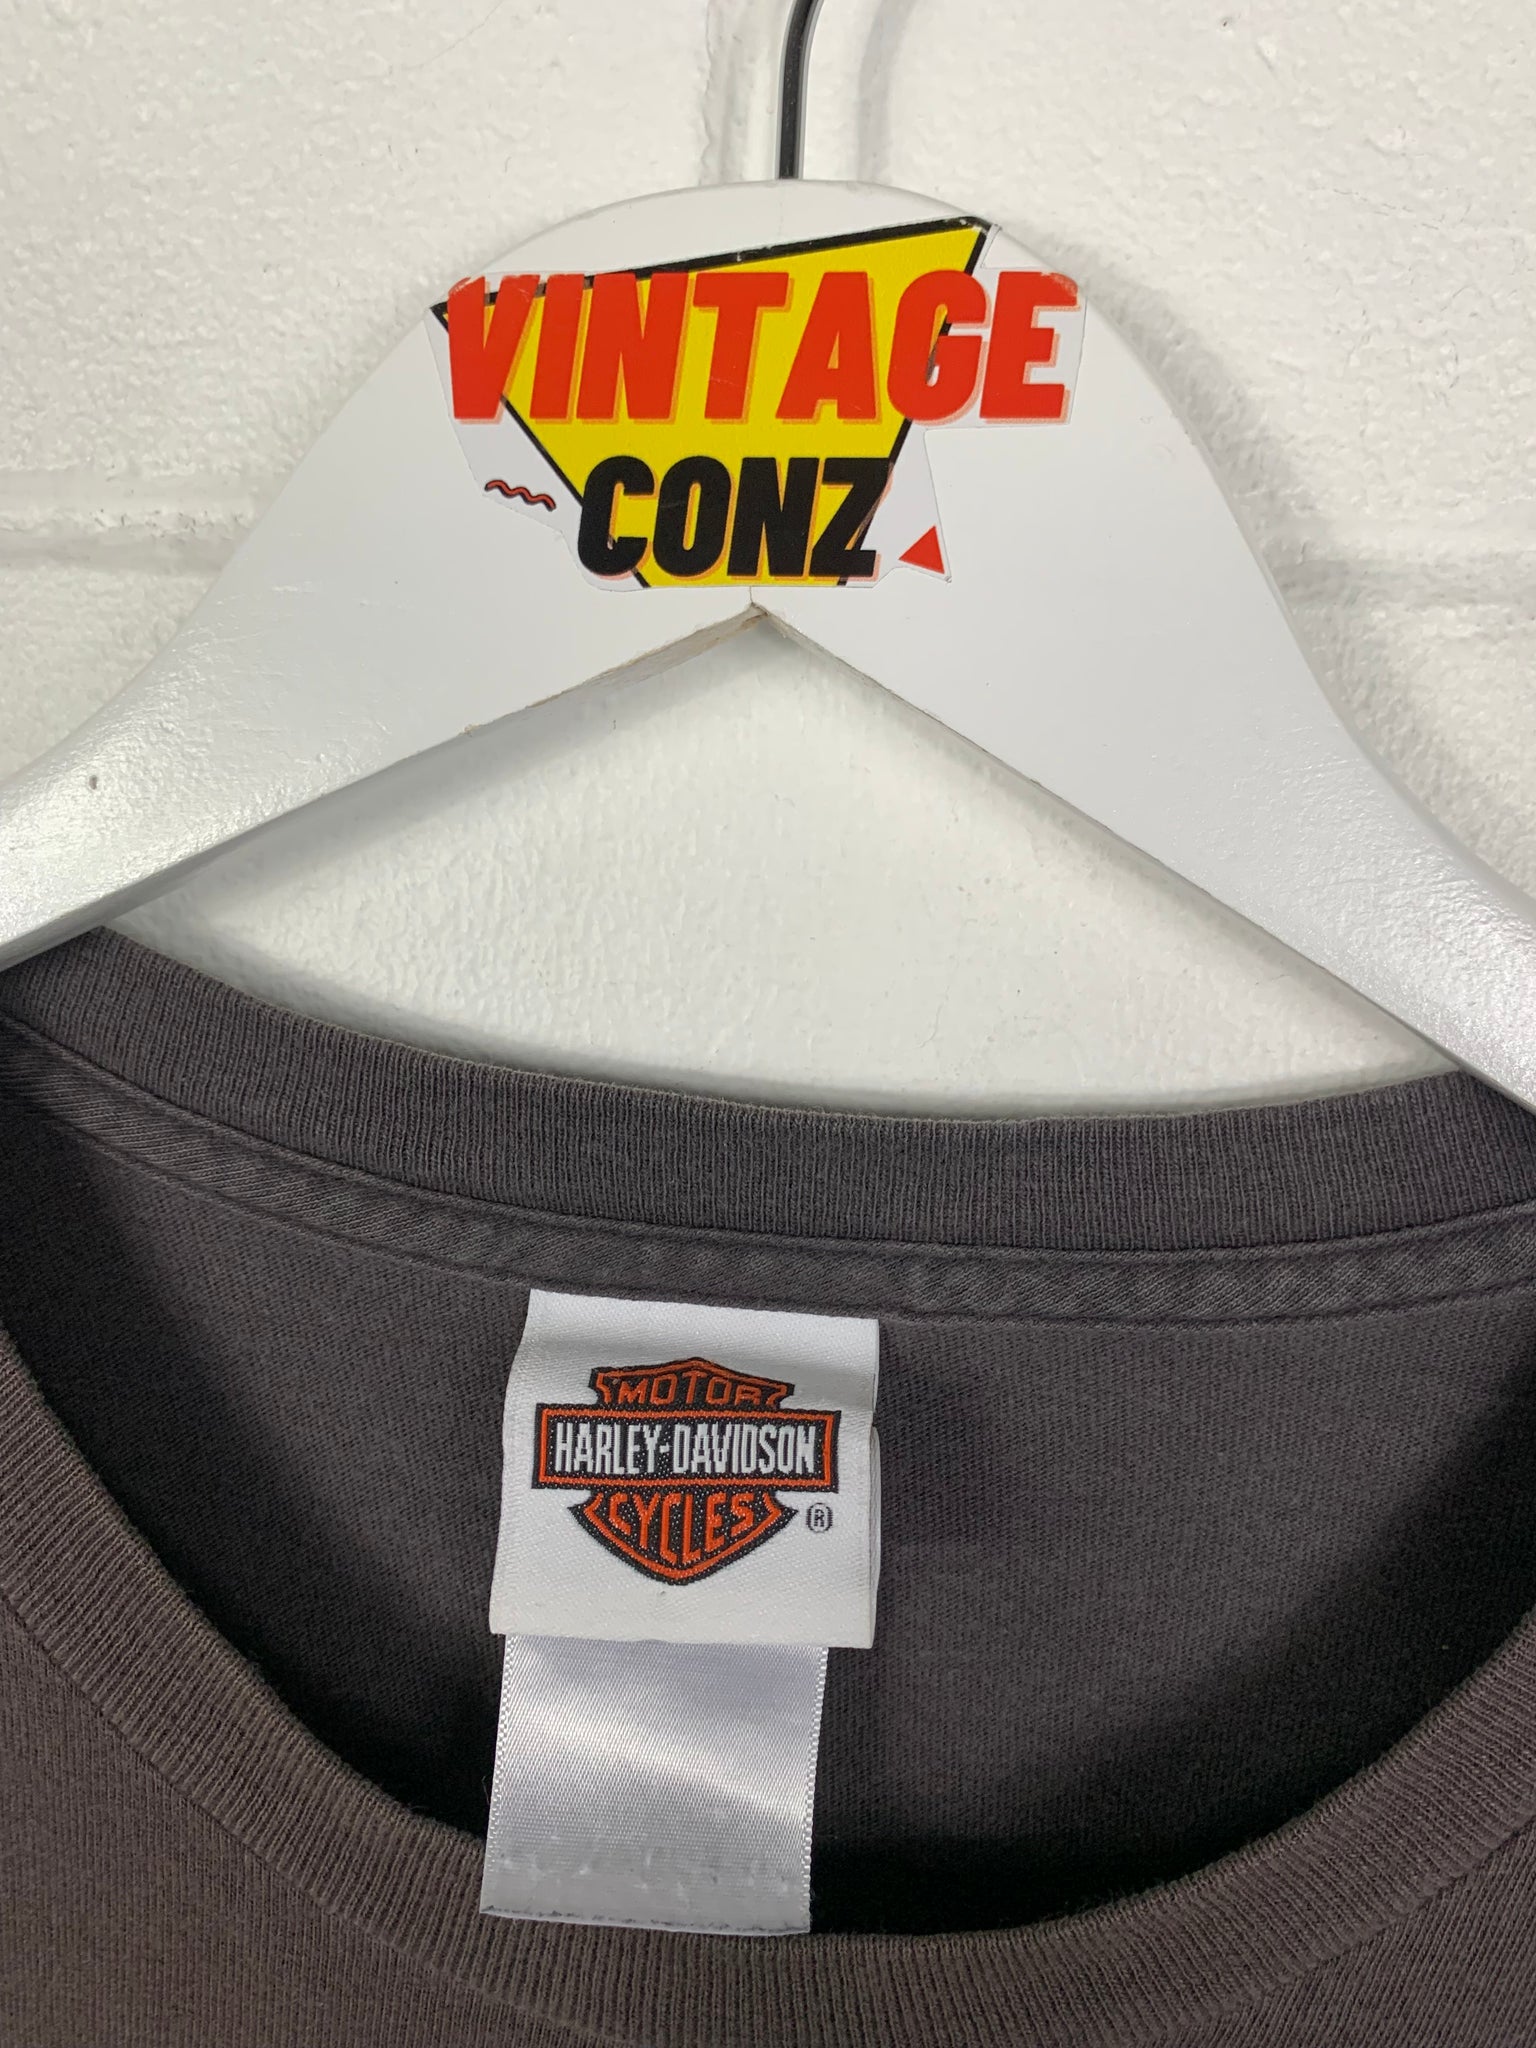 VINTAGE
CONZ
MOTOR
HARLEY-DAVIDSON
CYCLES
®